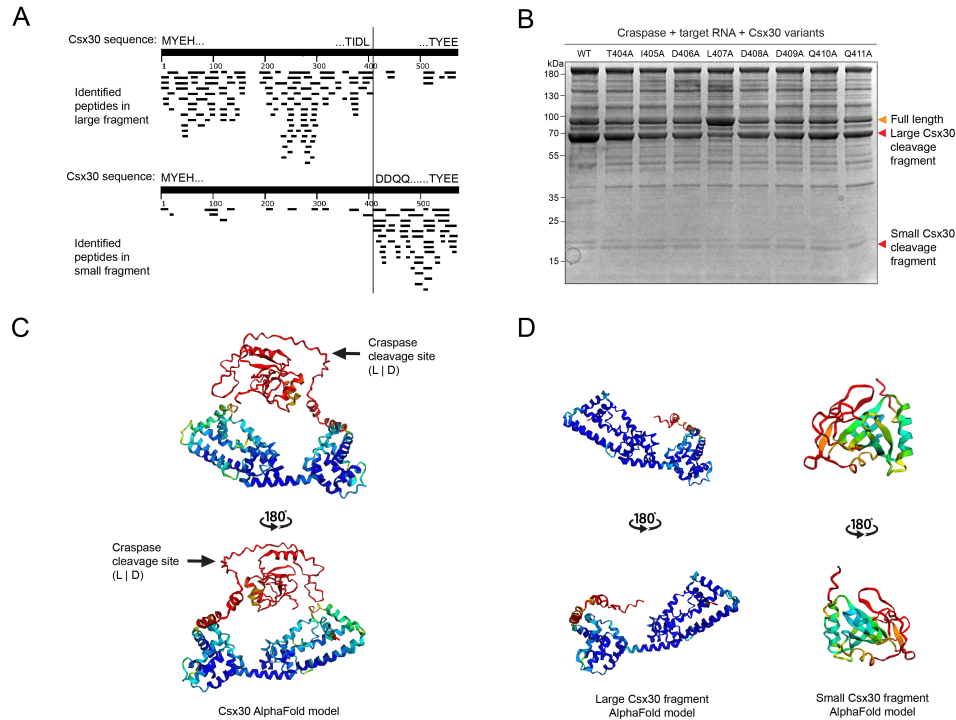 A
Csx30 sequence: MYEH... ...TIDL ...TYEE
1 100 200 300 400 500
Identified
peptides in
large fragment
Csx30 sequence: MYEH... DDQQ......TYEE
1 100 200 300 400 500
Identified
peptides in
small fragment
B
Craspase + target RNA + Csx30 variants
WT T404A I405A D406A L407A D408A D409A Q410A Q411A
kDa
180
130
100
70
55
35
25
15
Full length
Large Csx30
cleavage
fragment
Small Csx30
cleavage
fragment
C
Craspase
cleavage site
(L | D)
180°
Craspase
cleavage site
(L | D)
Csx30 AlphaFold model
D
180°
180°
Large Csx30 fragment
AlphaFold model
Small Csx30 fragment
AlphaFold model